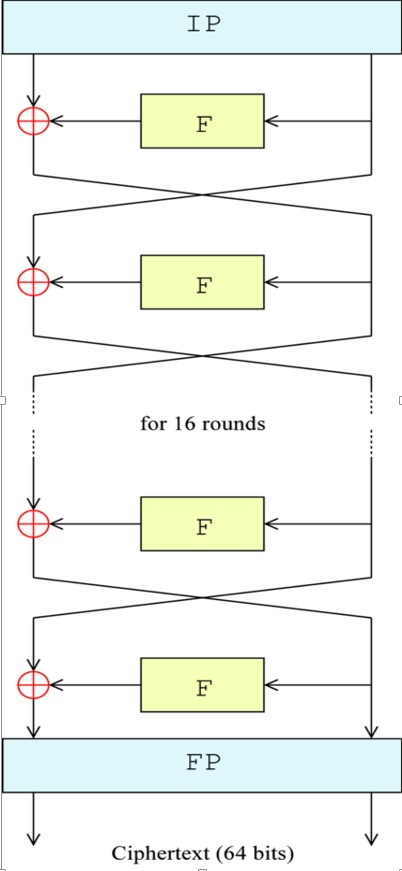 IP
F
F
for 16 rounds
F
F
FP
Ciphertext (64 bits)